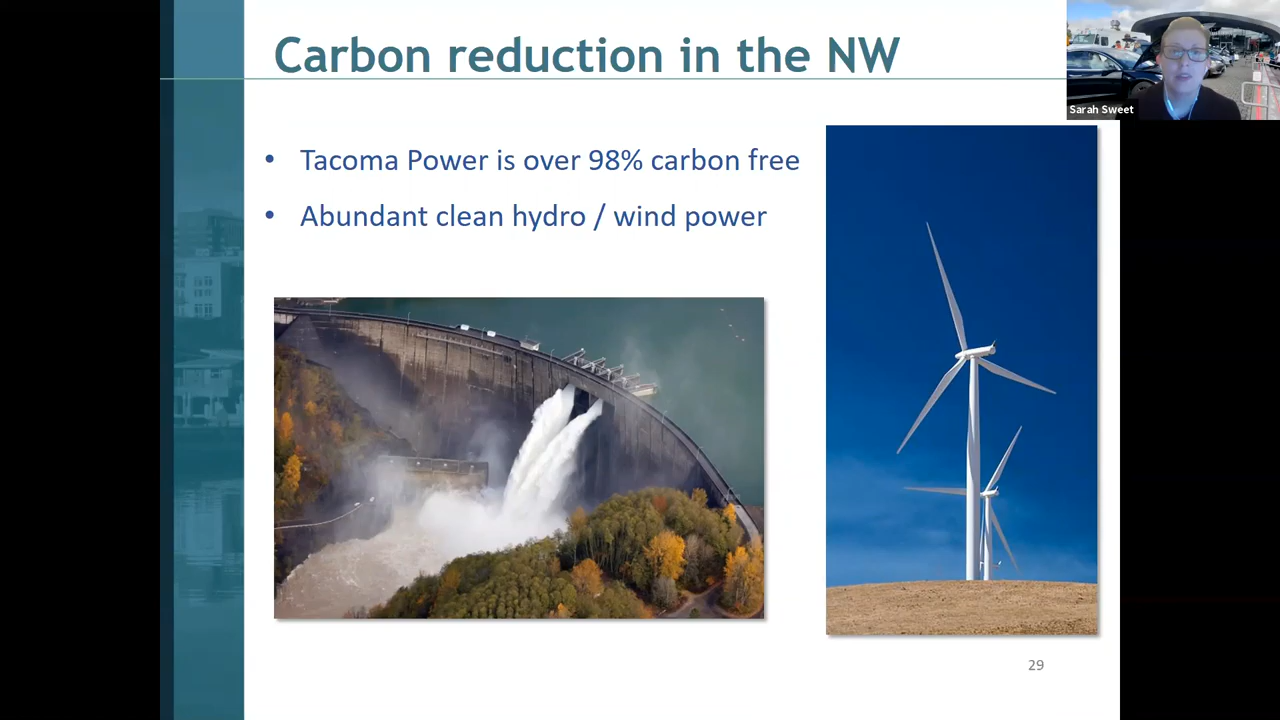 Carbon reduction in the NW
Sarah Sweet
• Tacoma Power is over 98% carbon free
• Abundant clean hydro / wind power
29